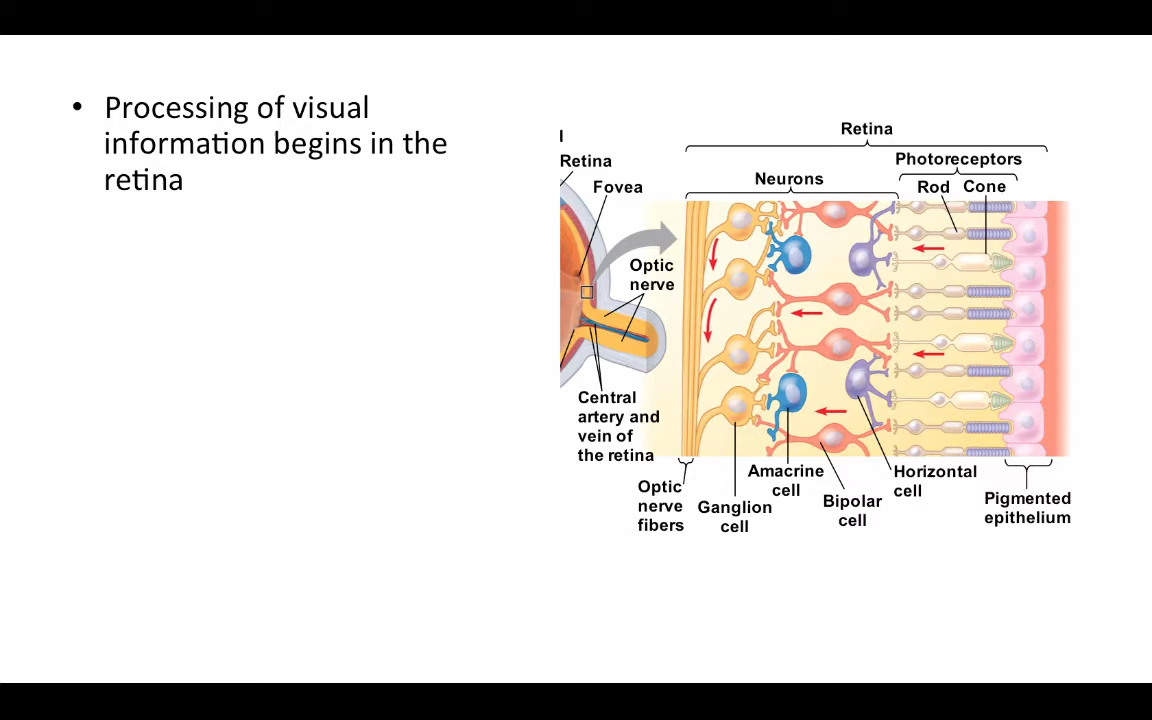 • Processing of visual
information begins in the
retina
l
Retina
Fovea
Optic
nerve
Central
artery and
vein of
the retina
Retina
Photoreceptors
Neurons
Rod
Cone
Optic
nerve
fibers
Ganglion
cell
Amacrine
cell
Bipolar
cell
Horizontal
cell
Pigmented
epithelium